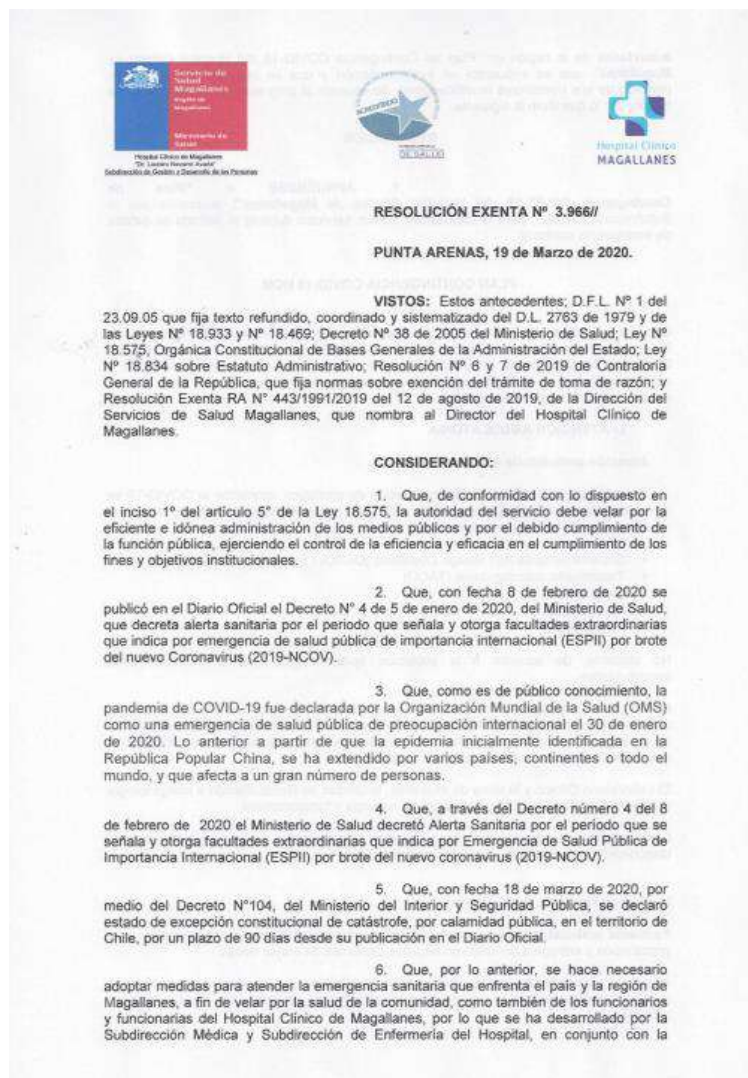 Servicio de
Salud
Magallanes
Región de
Magallanes
Ministerio de
Salud
Hospital Clínico de Magallanes
"Dr. Lautaro Navarro Avaria"
Subdirección de Gestión y Desarrollo de las Personas
ACREDITADO
DE SALUD
Hospital Clínico
MAGALLANES
RESOLUCIÓN EXENTA Nº 3.966//
PUNTA ARENAS, 19 de Marzo de 2020.
VISTOS: Estos antecedentes; D.F.L. Nº 1 del
23.09.05 que fija texto refundido, coordinado y sistematizado del D.L. 2763 de 1979 y de
las Leyes Nº 18.933 y Nº 18.469; Decreto Nº 38 de 2005 del Ministerio de Salud; Ley Nº
18.575, Orgánica Constitucional de Bases Generales de la Administración del Estado; Ley
Nº 18.834 sobre Estatuto Administrativo; Resolución Nº 6 y 7 de 2019 de Contraloría
General de la República, que fija normas sobre exención del trámite de toma de razón; y
Resolución Exenta RA N° 443/1991/2019 del 12 de agosto de 2019, de la Dirección del
Servicios de Salud Magallanes, que nombra al Director del Hospital Clínico de
Magallanes.
CONSIDERANDO:
1. Que, de conformidad con lo dispuesto en
el inciso 1º del artículo 5° de la Ley 18.575, la autoridad del servicio debe velar por la
eficiente e idónea administración de los medios públicos y por el debido cumplimiento de
la función pública, ejerciendo el control de la eficiencia y eficacia en el cumplimiento de los
fines y objetivos institucionales.
2. Que, con fecha 8 de febrero de 2020 se
publicó en el Diario Oficial el Decreto N° 4 de 5 de enero de 2020, del Ministerio de Salud,
que decreta alerta sanitaria por el periodo que señala y otorga facultades extraordinarias
que indica por emergencia de salud pública de importancia internacional (ESPII) por brote
del nuevo Coronavirus (2019-NCOV).
3. Que, como es de público conocimiento, la
pandemia de COVID-19 fue declarada por la Organización Mundial de la Salud (OMS)
como una emergencia de salud pública de preocupación internacional el 30 de enero
de 2020. Lo anterior a partir de que la epidemia inicialmente identificada en la
República Popular China, se ha extendido por varios países, continentes o todo el
mundo, y que afecta a un gran número de personas.
4. Que, a través del Decreto número 4 del 8
de febrero de 2020 el Ministerio de Salud decretó Alerta Sanitaria por el período que se
señala y otorga facultades extraordinarias que indica por Emergencia de Salud Pública de
Importancia Internacional (ESPII) por brote del nuevo coronavirus (2019-NCOV).
5. Que, con fecha 18 de marzo de 2020, por
medio del Decreto N°104, del Ministerio del Interior y Seguridad Pública, se declaró
estado de excepción constitucional de catástrofe, por calamidad pública, en el territorio de
Chile, por un plazo de 90 días desde su publicación en el Diario Oficial.
6. Que, por lo anterior, se hace necesario
adoptar medidas para atender la emergencia sanitaria que enfrenta el país y la región de
Magallanes, a fin de velar por la salud de la comunidad, como también de los funcionarios
y funcionarias del Hospital Clínico de Magallanes, por lo que se ha desarrollado por la
Subdirección Médica y Subdirección de Enfermería del Hospital, en conjunto con la